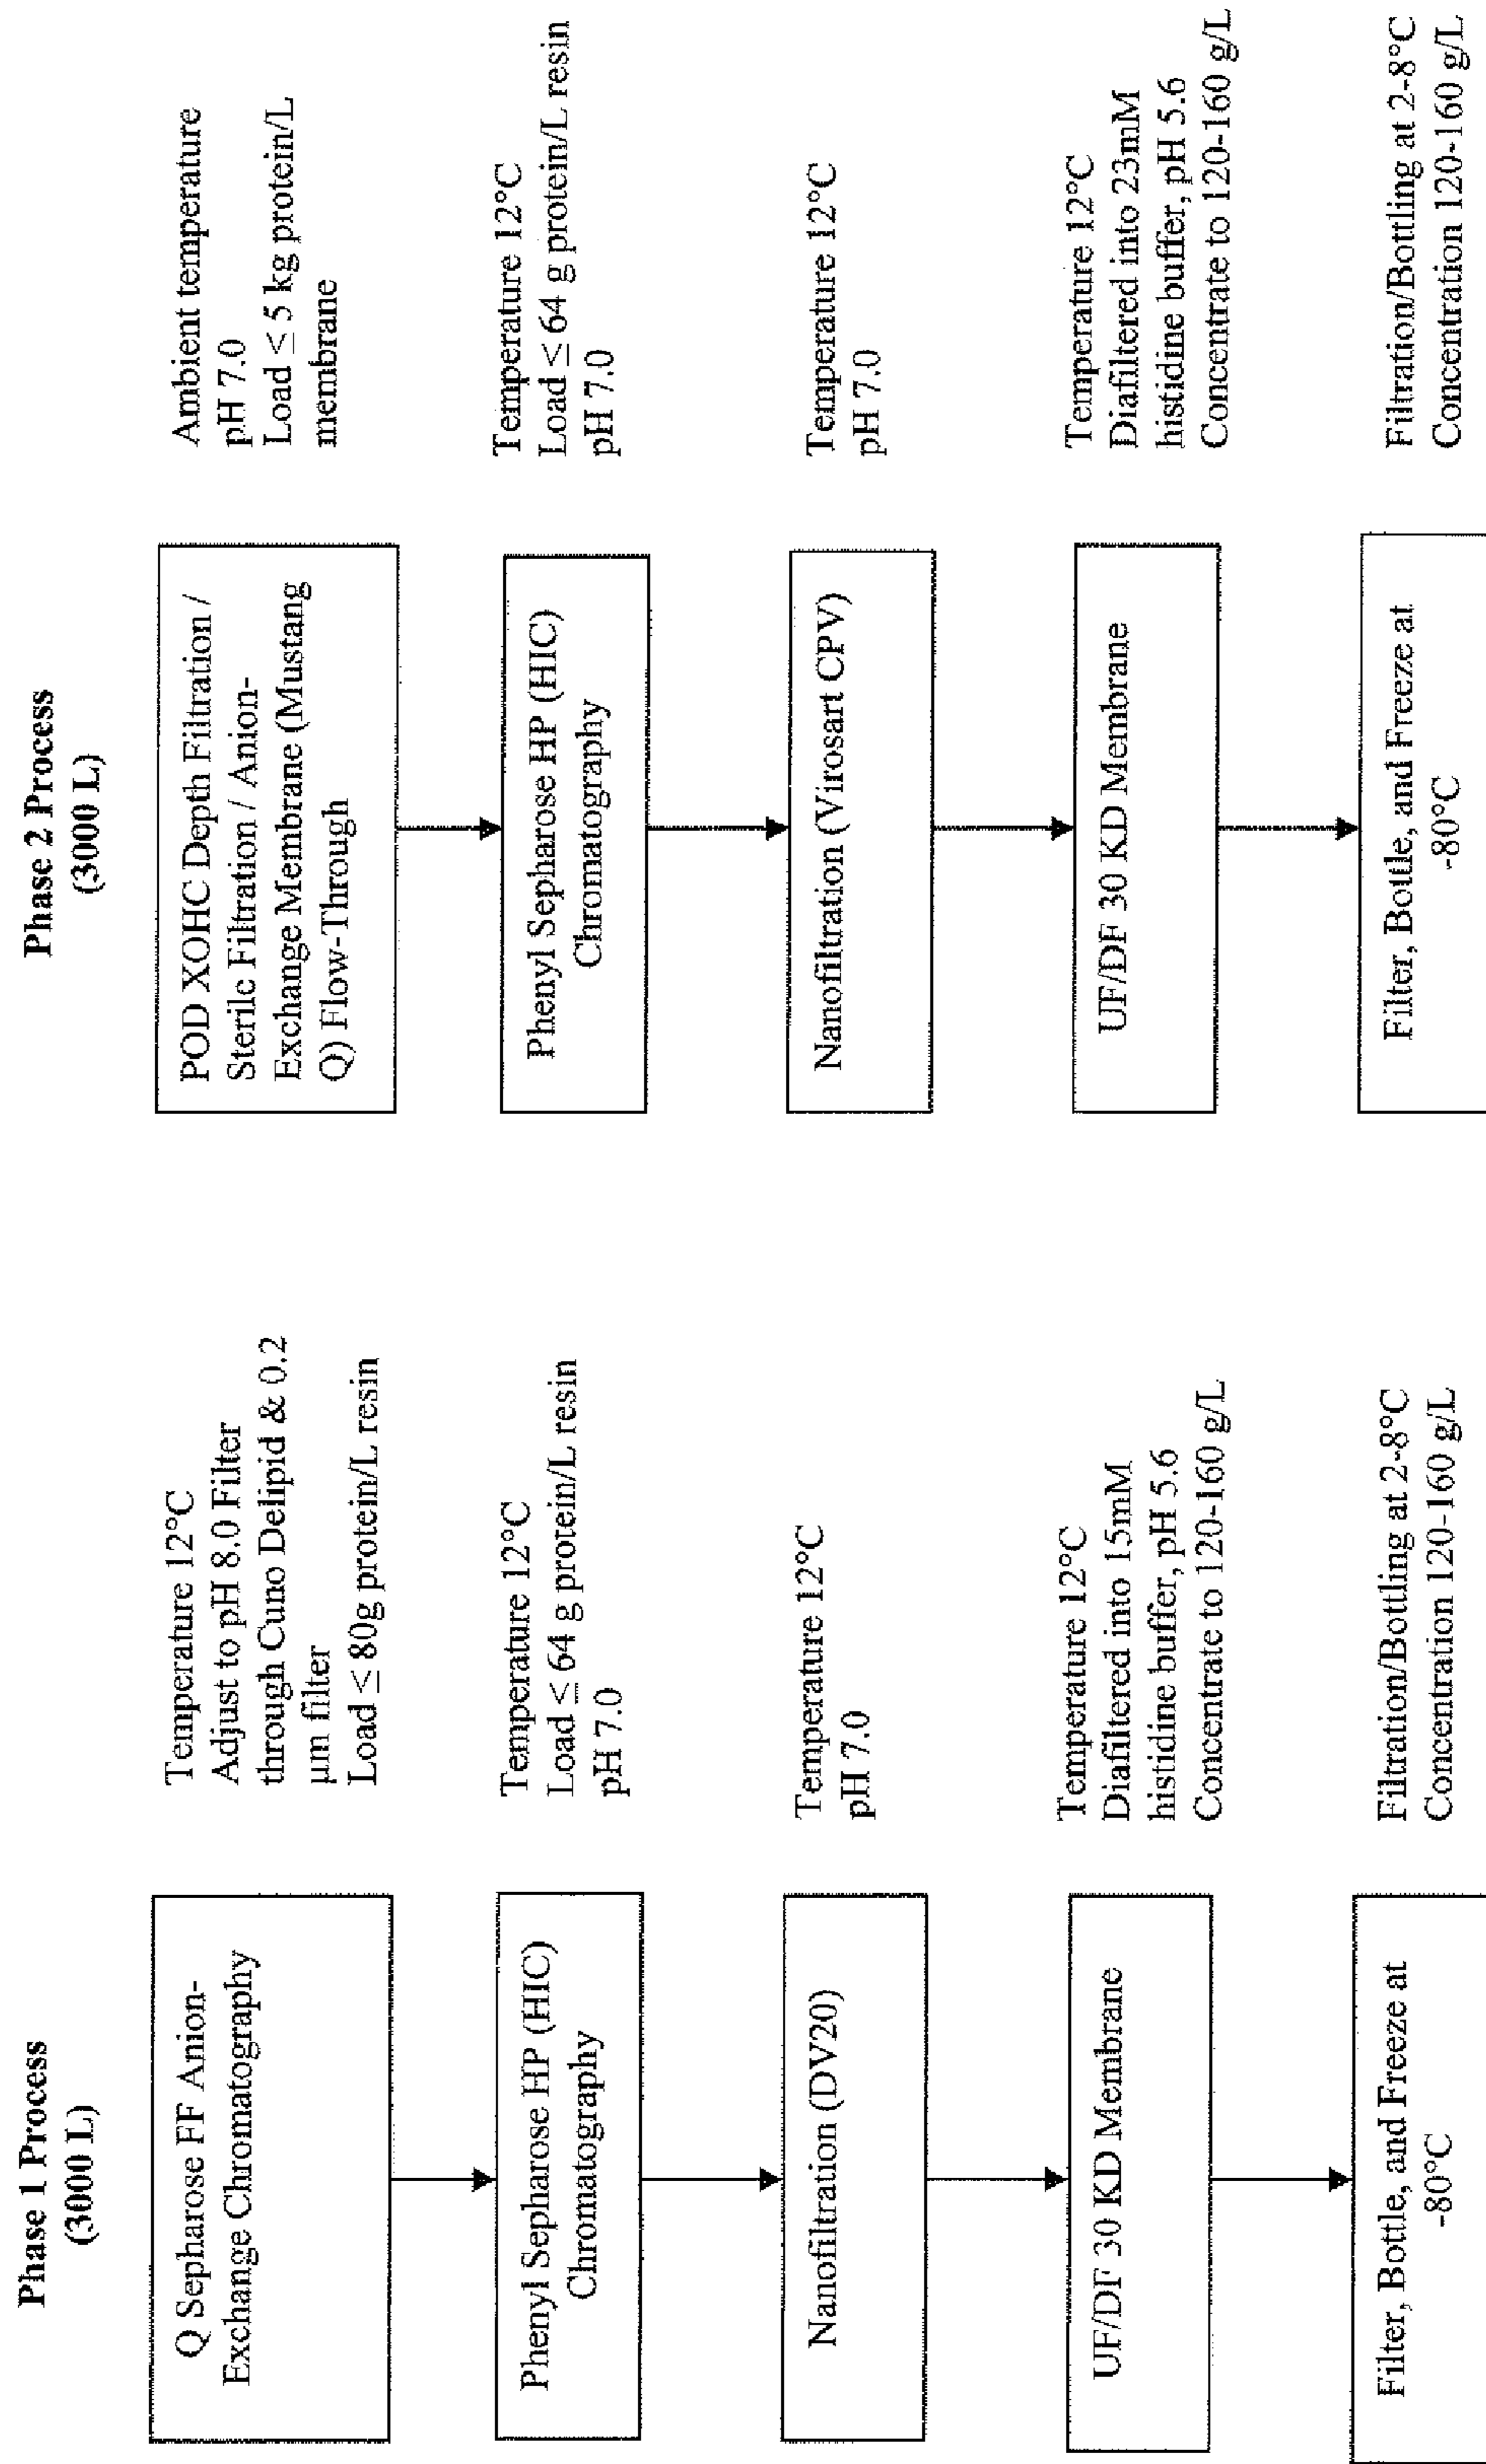 Phase 1 Process
(3000 L)
Q Sepharose FF Anion-
Exchange Chromatography
Temperature 12°C
Adjust to pH 8.0 Filter
through Cuno Delipid & 0.2
µm filter
Load ≤ 80g protein/L resin
Phenyl Sepharose HP (HIC)
Chromatography
Temperature 12°C
Load ≤ 64 g protein/L resin
pH 7.0
Nanofiltration (DV20)
Temperature 12°C
pH 7.0
UF/DF 30 KD Membrane
Temperature 12°C
Diafiltered into 15mM
histidine buffer, pH 5.6
Concentrate to 120-160 g/L
Filter, Bottle, and Freeze at
-80°C
Filtration/Bottling at 2-8°C
Concentration 120-160 g/L
Phase 2 Process
(3000 L)
POD XOHC Depth Filtration /
Sterile Filtration / Anion-
Exchange Membrane (Mustang
Q) Flow-Through
Ambient temperature
pH 7.0
Load ≤ 5 kg protein/L
membrane
Phenyl Sepharose HP (HIC)
Chromatography
Temperature 12°C
Load ≤ 64 g protein/L resin
pH 7.0
Nanofiltration (Virosart CPV)
Temperature 12°C
pH 7.0
UF/DF 30 KD Membrane
Temperature 12°C
Diafiltered into 23mM
histidine buffer, pH 5.6
Concentrate to 120-160 g/L
Filter, Bottle, and Freeze at
-80°C
Filtration/Bottling at 2-8°C
Concentration 120-160 g/L